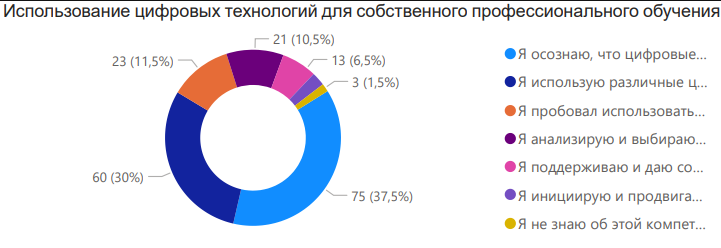 Использование цифровых технологий для собственного профессионального обучения
21 (10,5%)
13 (6,5%)
3 (1,5%)
23 (11,5%)
60 (30%)
75 (37,5%)
Я осознаю, что цифровые...
Я использую различные ц...
Я пробовал использовать...
Я анализирую и выбираю...
Я поддерживаю и даю со...
Я инициирую и продвига...
Я не знаю об этой компет...